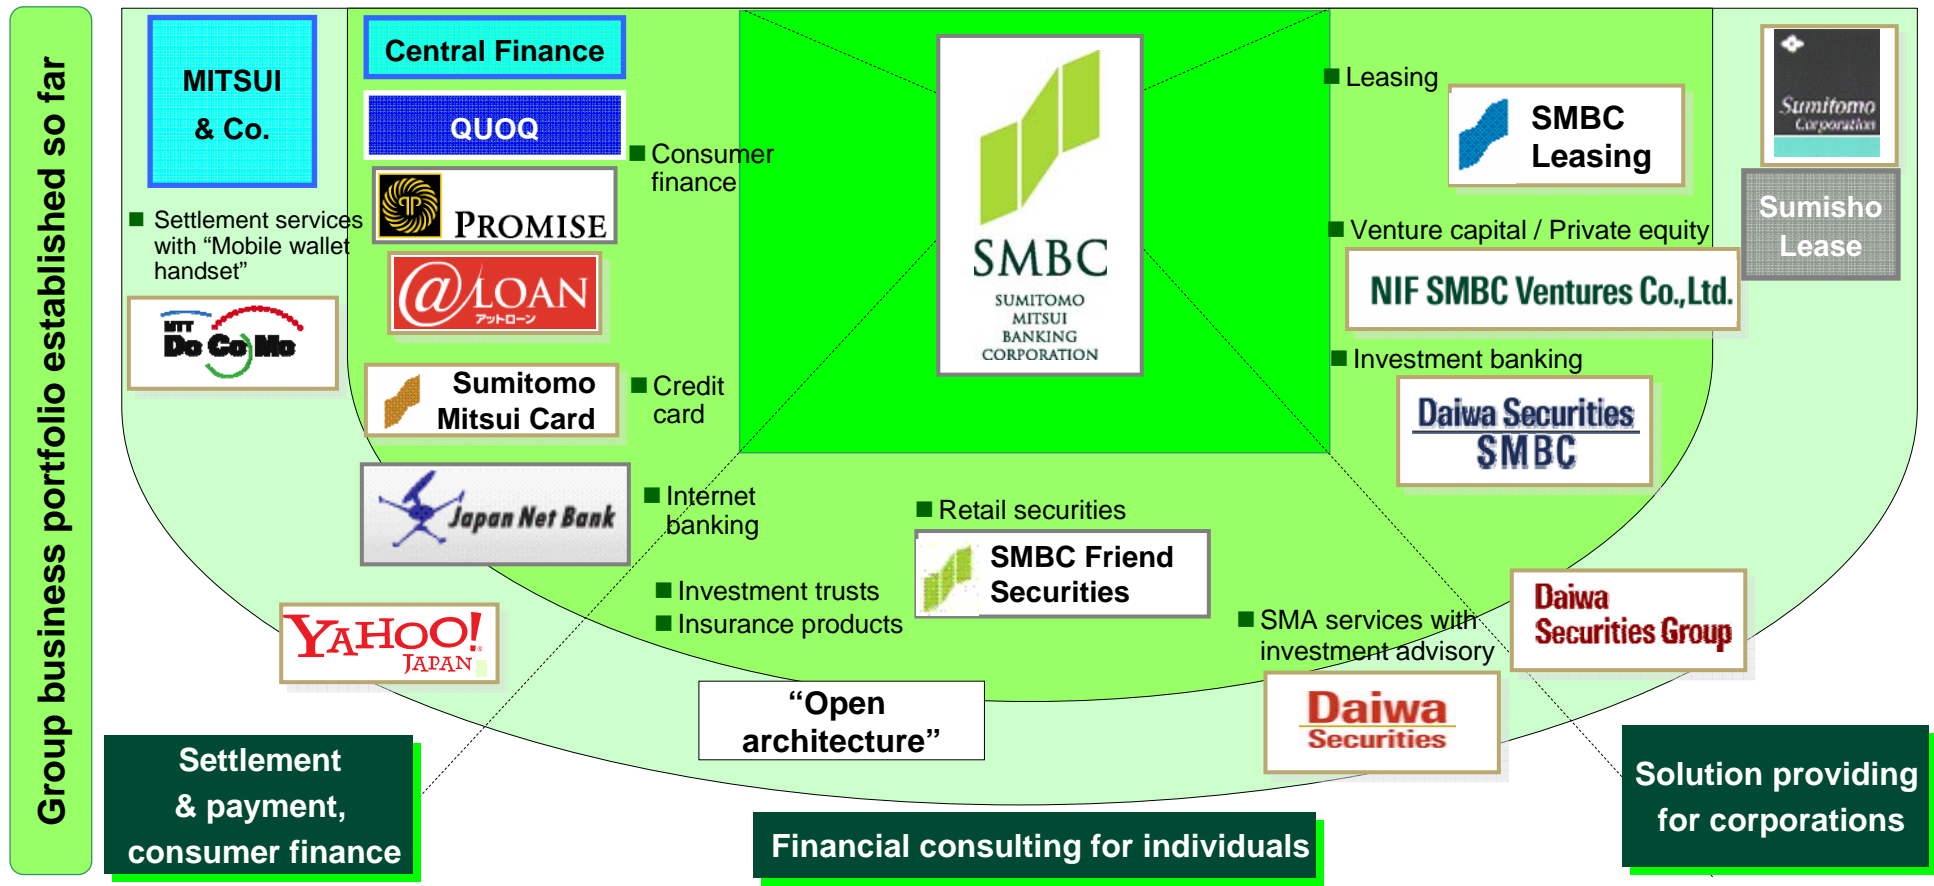 Group business portfolio established so far
MITSUI
& Co.
Settlement services
with “Mobile wallet
handset”
NTT
DoCoMo
Central Finance
QUOQ
Consumer
finance
PROMISE
@LOAN
アットローン
Sumitomo
Mitsui Card
Credit
card
Japan Net Bank
Internet
banking
YAHOO!
JAPAN
SMBC
SUMITOMO
MITSUI
BANKING
CORPORATION
Leasing
SMBC
Leasing
Sumitomo
Corporation
Sumisho
Lease
Venture capital / Private equity
NIF SMBC Ventures Co.,Ltd.
Investment banking
Daiwa Securities
SMBC
Retail securities
SMBC Friend
Securities
Investment trusts
Insurance products
“Open
architecture”
SMA services with
investment advisory
Daiwa
Securities
Daiwa
Securities Group
Settlement
& payment,
consumer finance
Financial consulting for individuals
Solution providing
for corporations